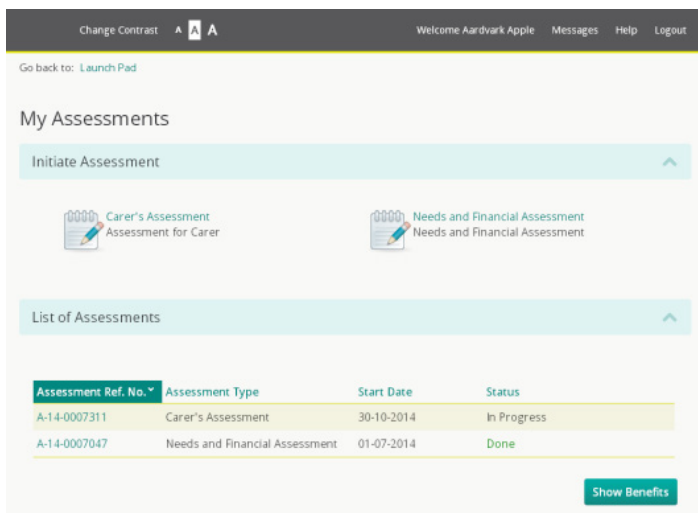 Change Contrast A A A Welcome Aardvark Apple Messages Help Logout
Go back to: Launch Pad
My Assessments
Initiate Assessment
Carer's Assessment Needs and Financial Assessment
Assessment for Carer Needs and Financial Assessment
List of Assessments
Assessment Ref. No. Assessment Type Start Date Status
A-14-0007311 Carer's Assessment 30-10-2014 In Progress
A-14-0007047 Needs and Financial Assessment 01-07-2014 Done
Show Benefits